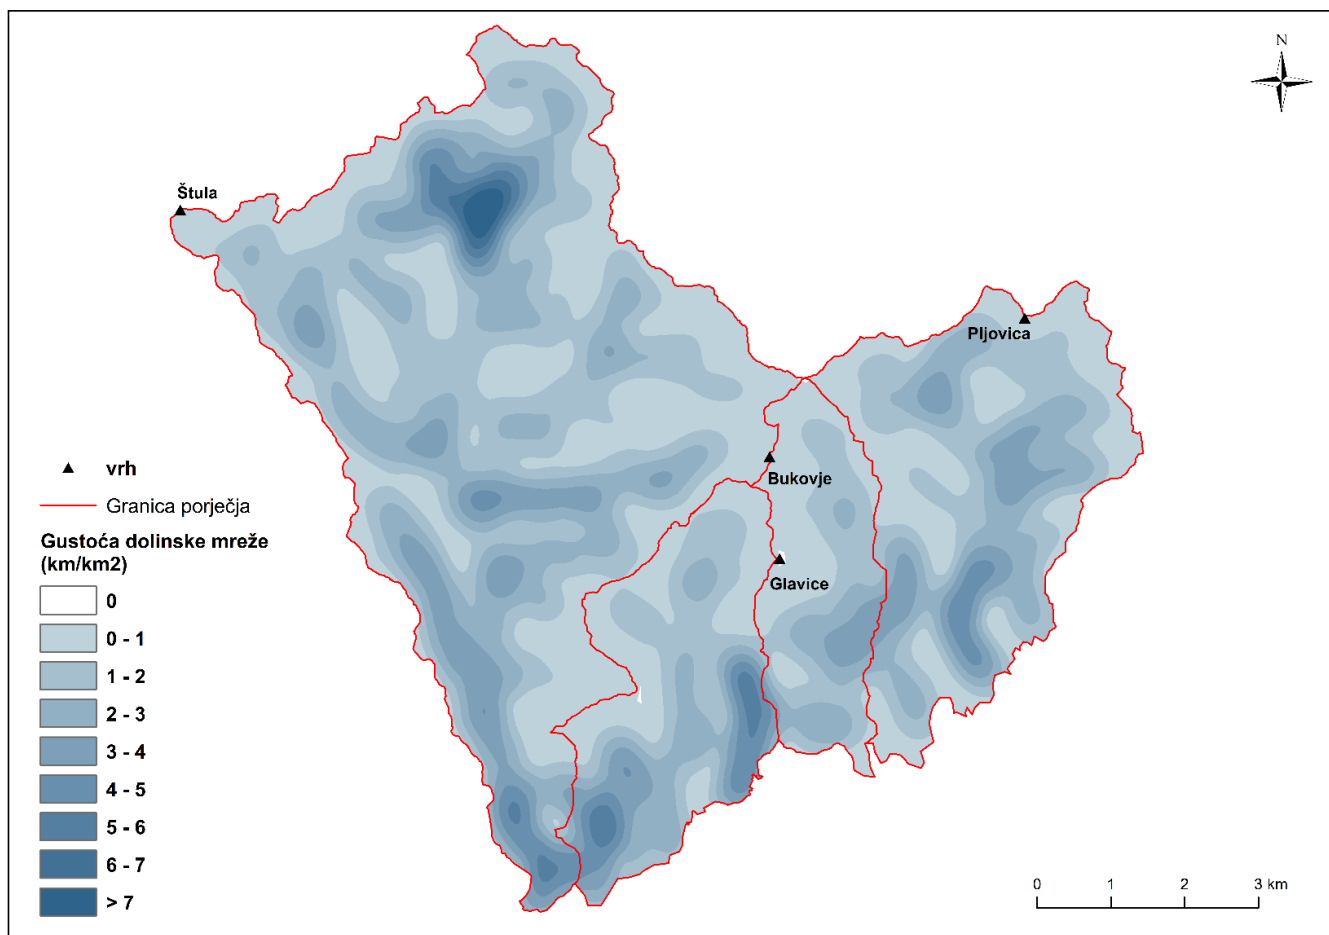 N
Štula
Pljovica
Bukovje
Glavice
vrh
Granica porječja
Gustoća dolinske mreže
(km/km2)
0
0 - 1
1 - 2
2 - 3
3 - 4
4 - 5
5 - 6
6 - 7
> 7
0 1 2 3 km